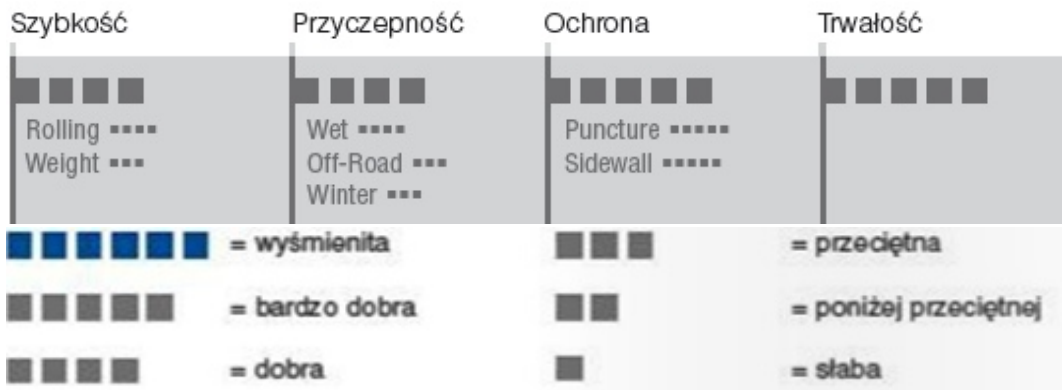 Szybkość Przyczepność Ochrona Trwałość
Rolling Wet Puncture
Weight Off-Road Sidewall
Winter
= wyśmienita = przeciętna
= bardzo dobra = poniżej przeciętnej
= dobra = słaba